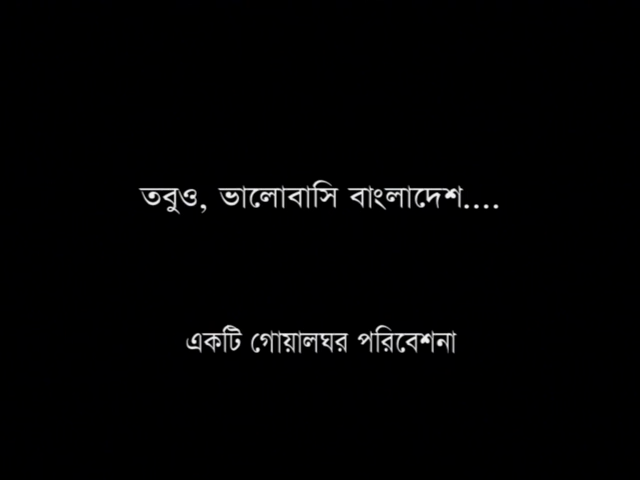 তবুও, ভালোবাসি বাংলাদেশ....
একটি গোয়ালঘর পরিবেশনা